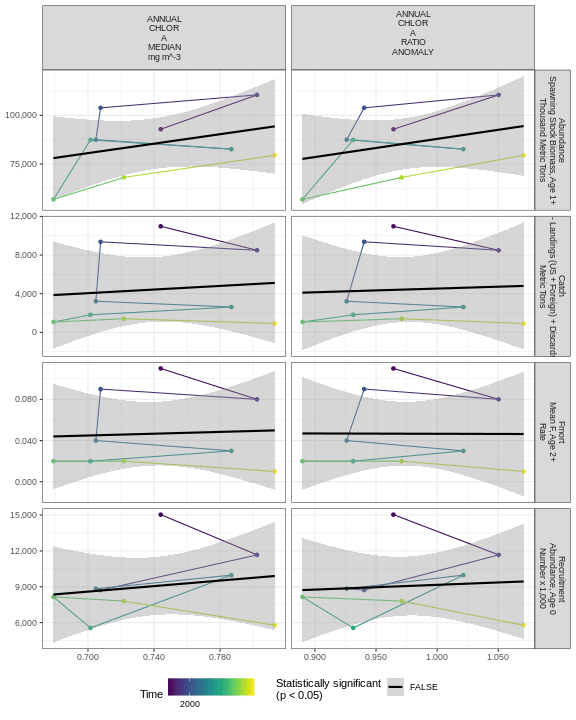 ANNUAL
CHLOR
A
MEDIAN
mg m^-3
ANNUAL
CHLOR
A
RATIO
ANOMALY
100,000
75,000
Abundance
Spawning Stock Biomass, Age 1+
Thousand Metric Tons
12,000
8,000
4,000
0
Catch
- Landings (US + Foreign) + Discards
Metric Tons
0.080
0.040
0.000
Fmort
Mean F, Age 2+
Rate
15,000
12,000
9,000
6,000
Recruitment
Abundance, Age 0
Number x 1,000
0.700
0.740
0.780
0.900
0.950
1.000
1.050
Time
2000
Statistically significant
(p < 0.05)
FALSE